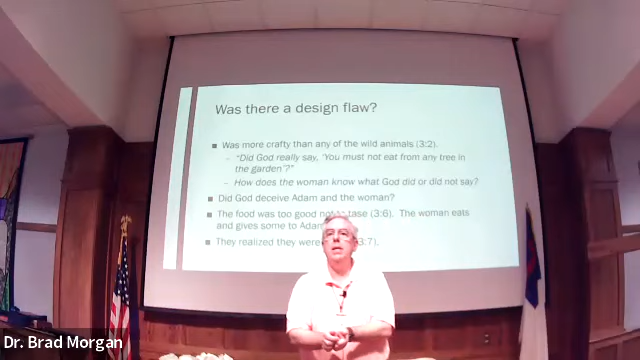 Was there a design flaw?
Was more crafty than any of the wild animals (3:2).
– "Did God really say, 'You must not eat from any tree in
the garden'?"
– How does the woman know what God did or did not say?
Did God deceive Adam and the woman?
The food was too good not tase (3:6). The woman eats
and gives some to Adam
They realized they were 3:7).
Dr. Brad Morgan